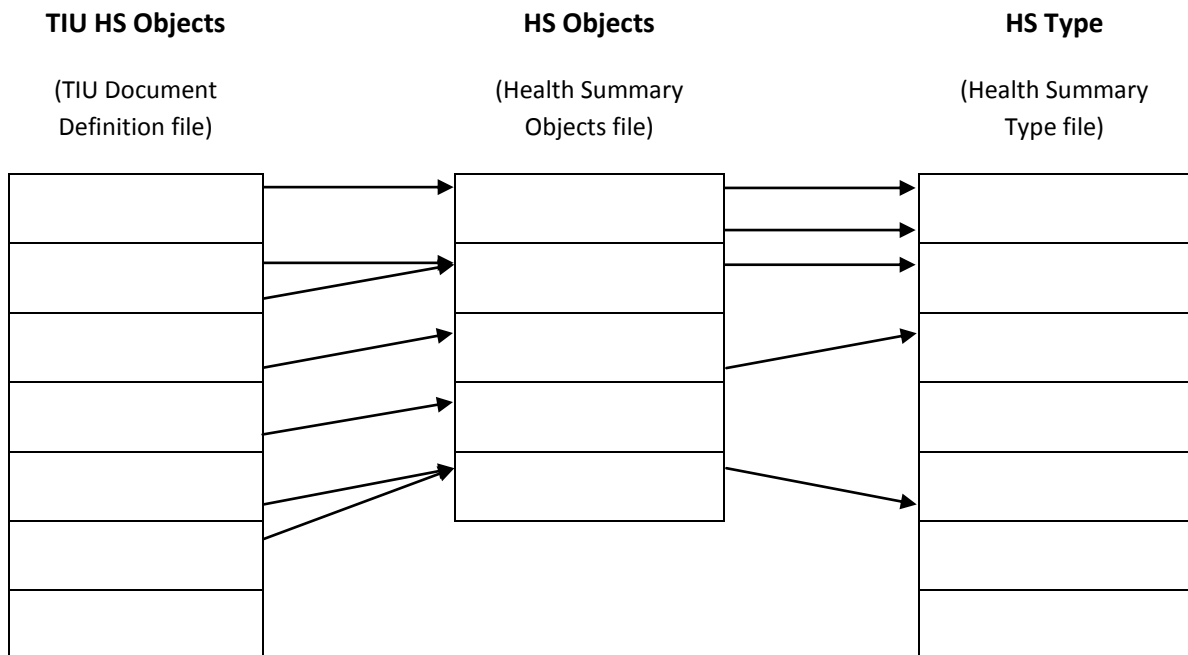 TIU HS Objects
HS Objects
HS Type
(TIU Document
Definition file)
(Health Summary
Objects file)
(Health Summary
Type file)